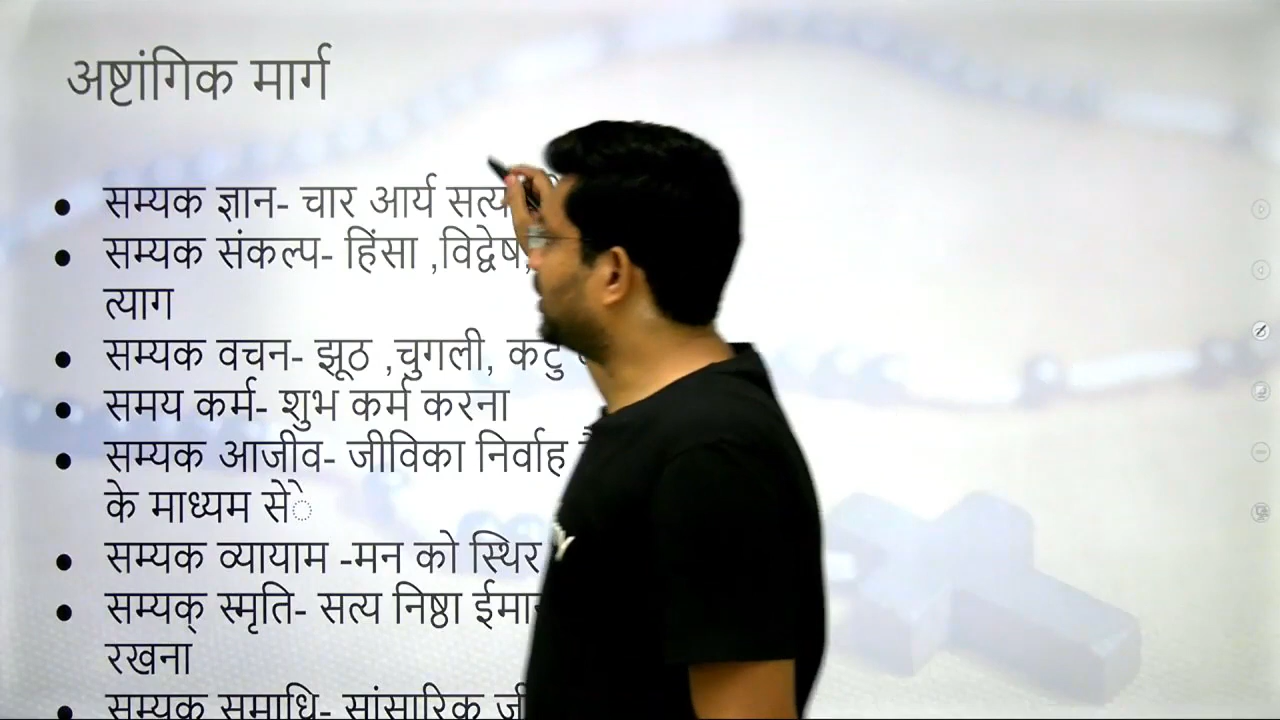 अष्टांगिक मार्ग
सम्यक ज्ञान- चार आर्य सत्य
सम्यक संकल्प- हिंसा ,विद्वेष,
त्याग
सम्यक वचन- झूठ ,चुगली, कटु
समय कर्म- शुभ कर्म करना
सम्यक आजीव- जीविका निर्वाह
के माध्यम सेे
सम्यक व्यायाम -मन को स्थिर
सम्यक् स्मृति- सत्य निष्ठा
रखना
सम्यक समाधि- सांसारिक